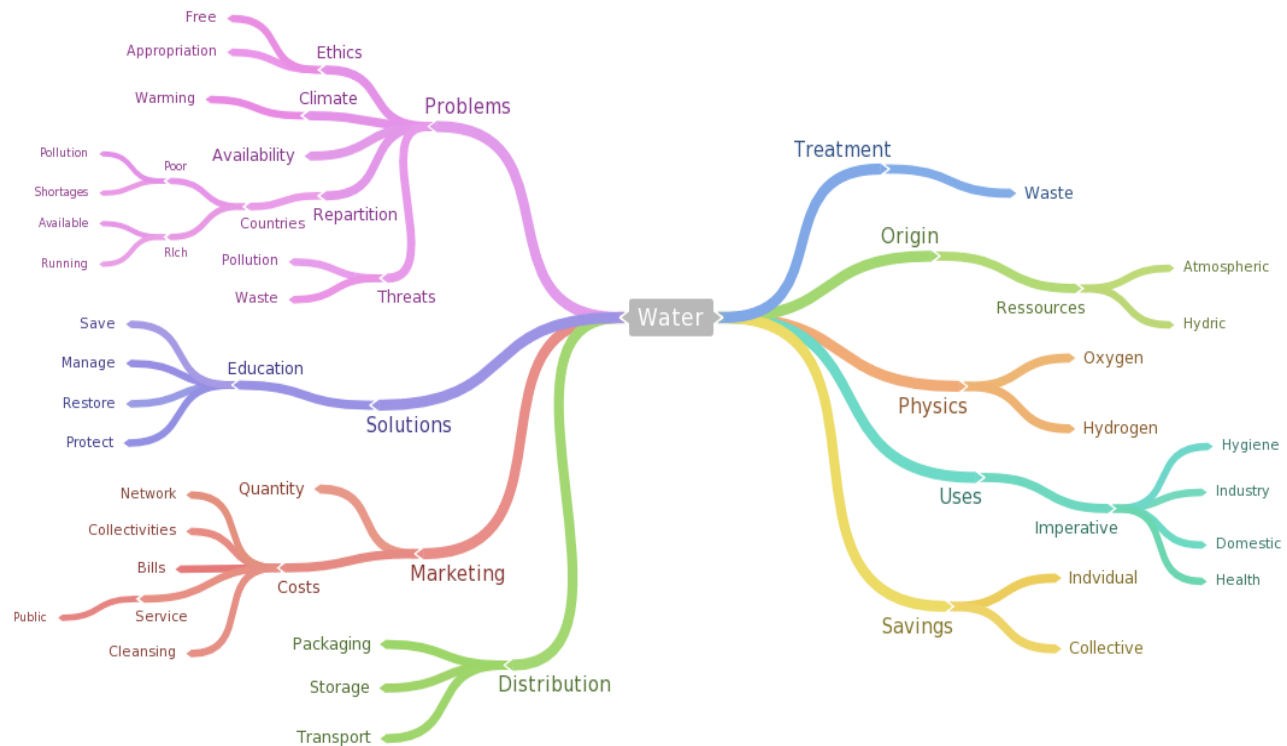 Water
Problems
Ethics
Free
Appropriation
Climate
Warming
Availability
Repartition
Countries
Poor
Pollution
Shortages
RIch
Available
Running
Threats
Pollution
Waste
Solutions
Education
Save
Manage
Restore
Protect
Marketing
Quantity
Costs
Network
Collectivities
Bills
Service
Public
Cleansing
Distribution
Packaging
Storage
Transport
Treatment
Waste
Origin
Ressources
Atmospheric
Hydric
Physics
Oxygen
Hydrogen
Uses
Imperative
Hygiene
Industry
Domestic
Health
Savings
Indvidual
Collective